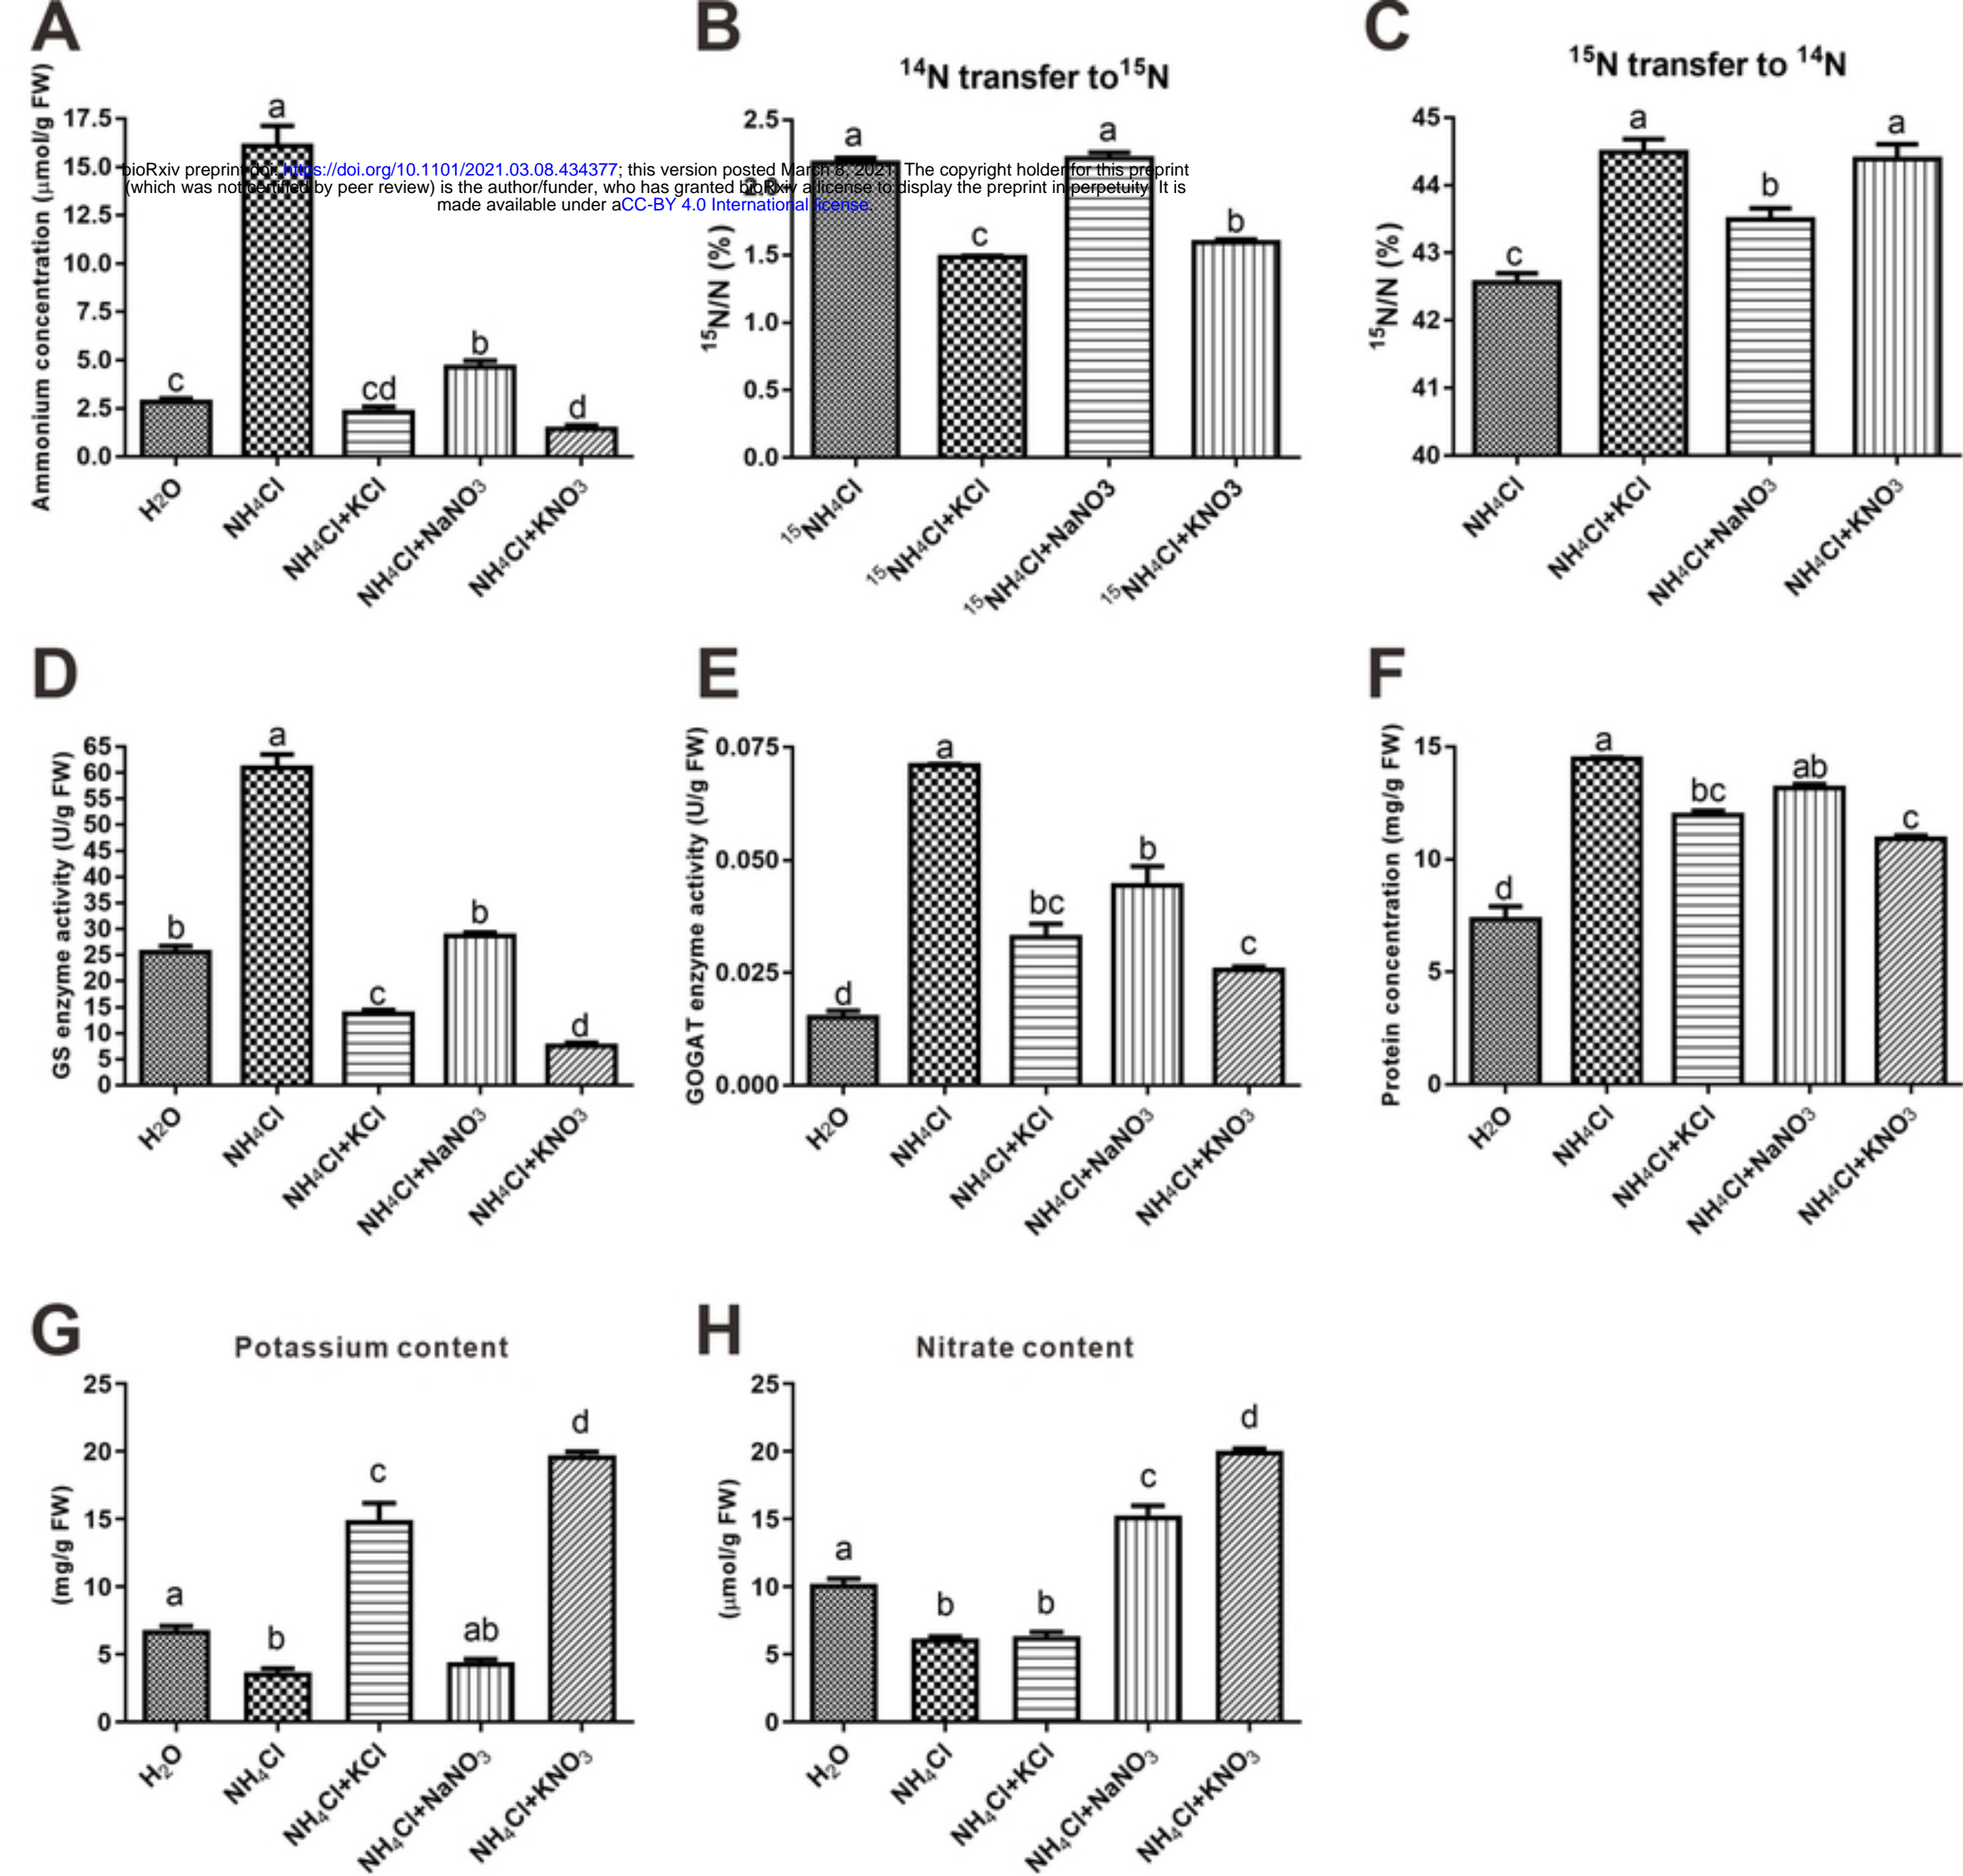 A
B
C
¹⁴N transfer to¹⁵N
¹⁵N transfer to ¹⁴N
Ammonium concentration (μmol/g FW)
17.5
15.0
12.5
10.0
7.5
5.0
2.5
0.0
c
a
cd
b
d
H₂O
NH₄Cl
NH₄Cl+KCl
NH₄Cl+NaNO₃
NH₄Cl+KNO₃
bioRxiv preprint doi: https://doi.org/10.1101/2021.03.08.434377; this version posted March 8, 2021. The copyright holder for this preprint
(which was not certified by peer review) is the author/funder, who has granted bioRxiv a license to display the preprint in perpetuity. It is
made available under aCC-BY 4.0 International license.
¹⁵N/N (%)
2.5
2.0
1.5
1.0
0.5
0.0
a
c
a
b
¹⁵NH₄Cl
¹⁵NH₄Cl+KCl
¹⁵NH₄Cl+NaNO3
¹⁵NH₄Cl+KNO3
¹⁵N/N (%)
45
44
43
42
41
40
c
a
b
a
NH₄Cl
NH₄Cl+KCl
NH₄Cl+NaNO₃
NH₄Cl+KNO₃
D
E
F
GS enzyme activity (U/g FW)
65
60
55
50
45
40
35
30
25
20
15
10
5
0
b
a
c
b
d
H₂O
NH₄Cl
NH₄Cl+KCl
NH₄Cl+NaNO₃
NH₄Cl+KNO₃
GOGAT enzyme activity (U/g FW)
0.075
0.050
0.025
0.000
d
a
bc
b
c
H₂O
NH₄Cl
NH₄Cl+KCl
NH₄Cl+NaNO₃
NH₄Cl+KNO₃
Protein concentration (mg/g FW)
15
10
5
0
d
a
bc
ab
c
H₂O
NH₄Cl
NH₄Cl+KCl
NH₄Cl+NaNO₃
NH₄Cl+KNO₃
G
H
Potassium content
(mg/g FW)
25
20
15
10
5
0
a
b
c
ab
d
H₂O
NH₄Cl
NH₄Cl+KCl
NH₄Cl+NaNO₃
NH₄Cl+KNO₃
Nitrate content
(μmol/g FW)
25
20
15
10
5
0
a
b
b
c
d
H₂O
NH₄Cl
NH₄Cl+KCl
NH₄Cl+NaNO₃
NH₄Cl+KNO₃